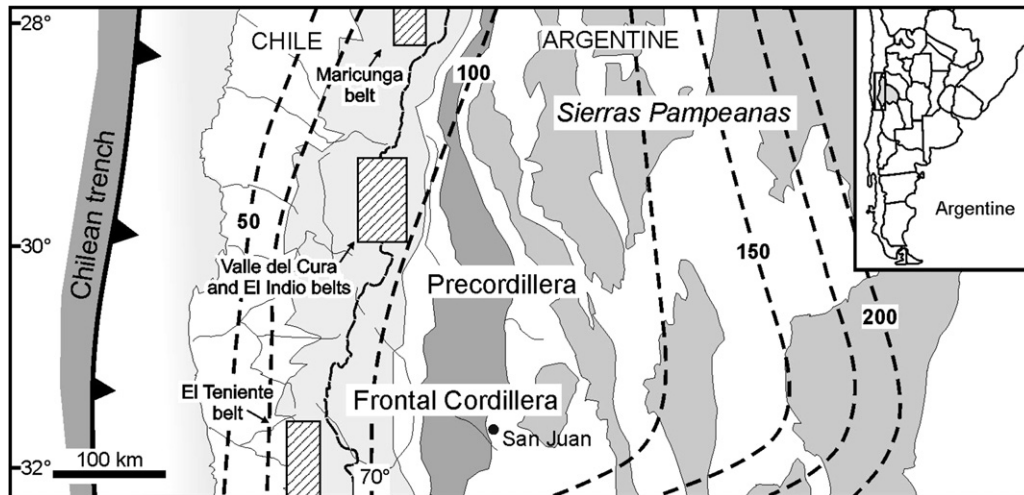 28°
CHILE
ARGENTINE
Maricunga
belt
100
Sierras Pampeanas
Chilean trench
50
30°
150
Argentine
Valle del Cura
and El Indio belts
Precordillera
200
El Teniente
belt
Frontal Cordillera
San Juan
100 km
32°
70°